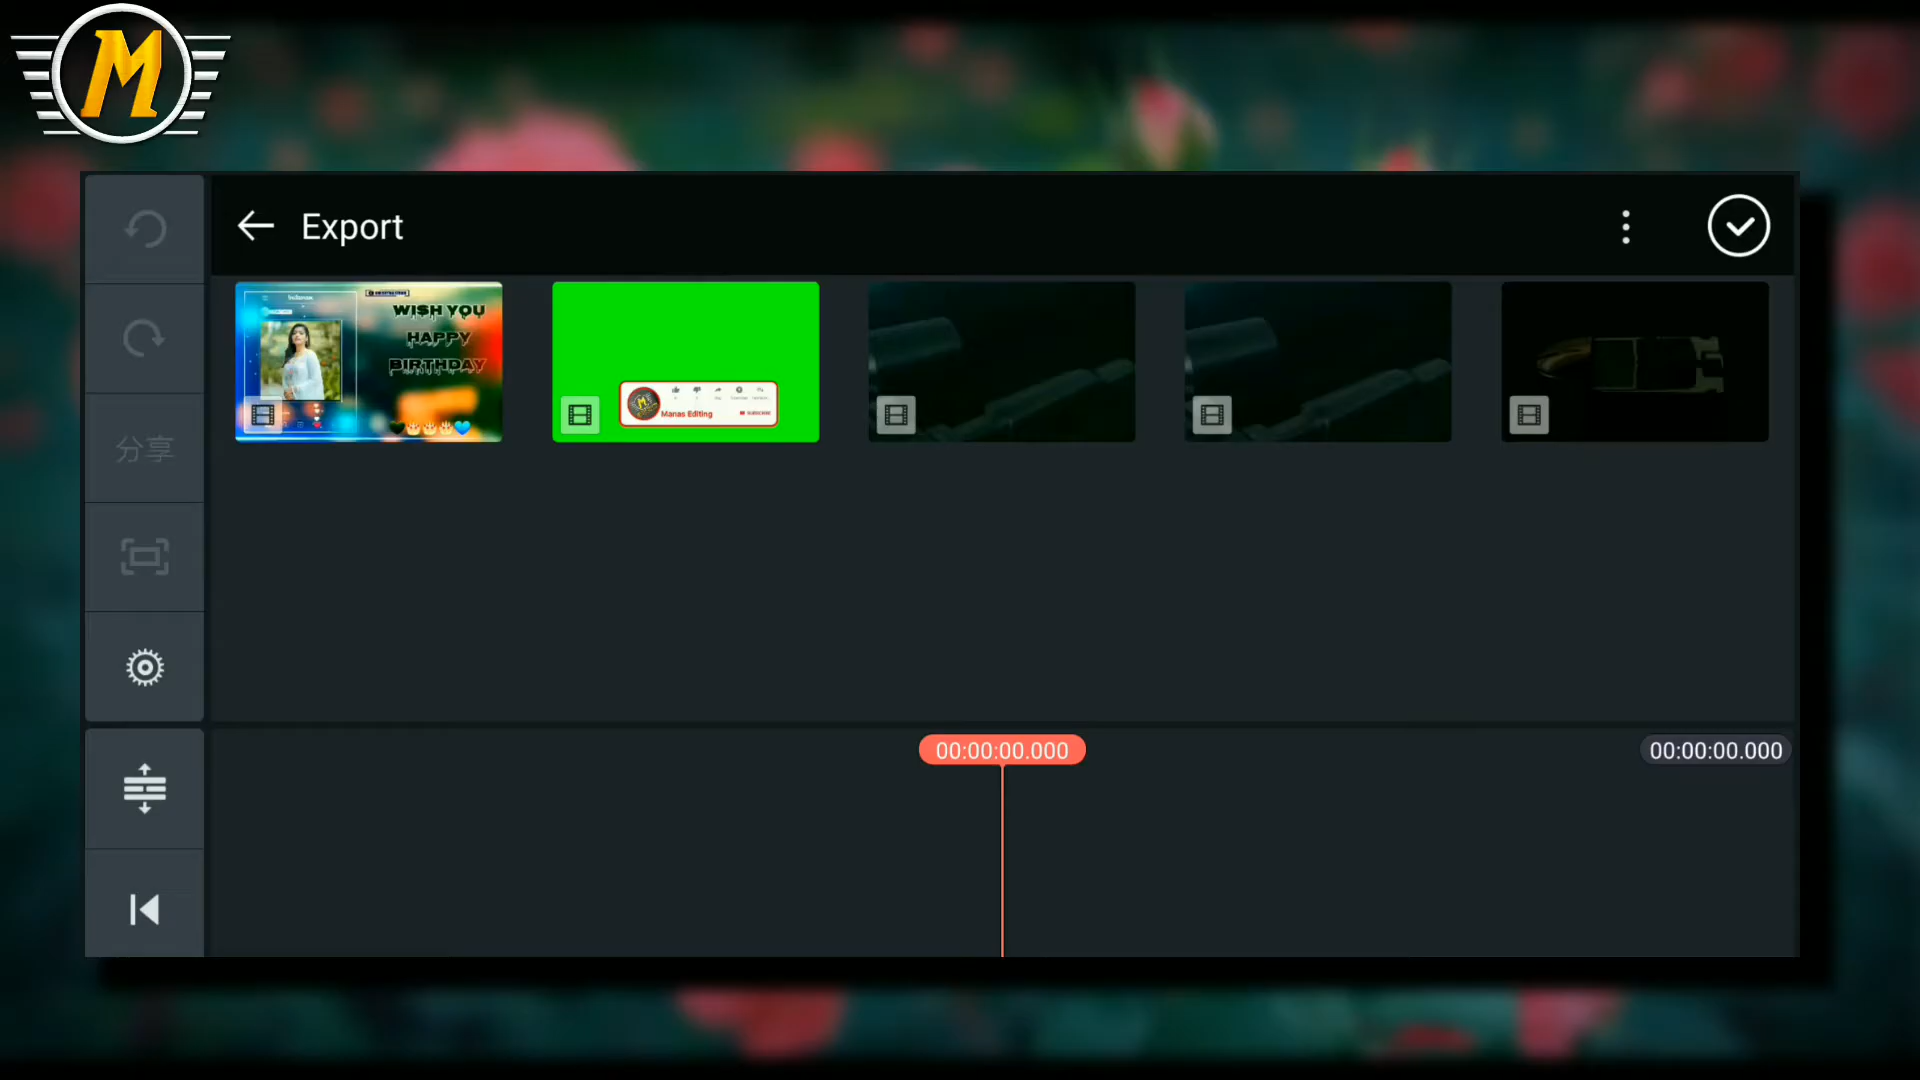 M
Export
WISH YOU
HAPPY
BIRTHDAY
M
Manas Editing
SUBSCRIBE
分享
00:00:00.000
00:00:00.000